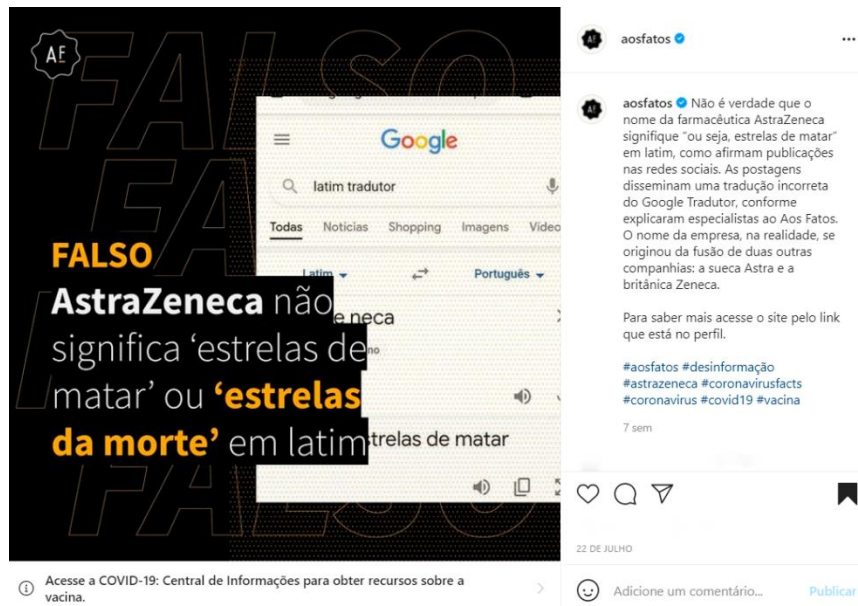 AF
FALSO
FALSO
FALSO
FALSO
AstraZeneca não
significa ‘estrelas de
matar’ ou ‘estrelas
da morte’ em latim
Google
latim tradutor
Todas Notícias Shopping Imagens Vídeo
Latim Português
e neca
no
strelas de matar
aosfatos
aosfatos Não é verdade que o
nome da farmacêutica AstraZeneca
signifique “ou seja, estrelas de matar”
em latim, como afirmam publicações
nas redes sociais. As postagens
disseminam uma tradução incorreta
do Google Tradutor, conforme
explicaram especialistas ao Aos Fatos.
O nome da empresa, na realidade, se
originou da fusão de duas outras
companhias: a sueca Astra e a
britânica Zeneca.
Para saber mais acesse o site pelo link
que está no perfil.
#aosfatos #desinformação
#astrazeneca #coronavirusfacts
#coronavirus #covid19 #vacina
7 sem
22 DE JULHO
Adicione um comentário... Publicar
Acesse a COVID-19: Central de Informações para obter recursos sobre a
vacina.